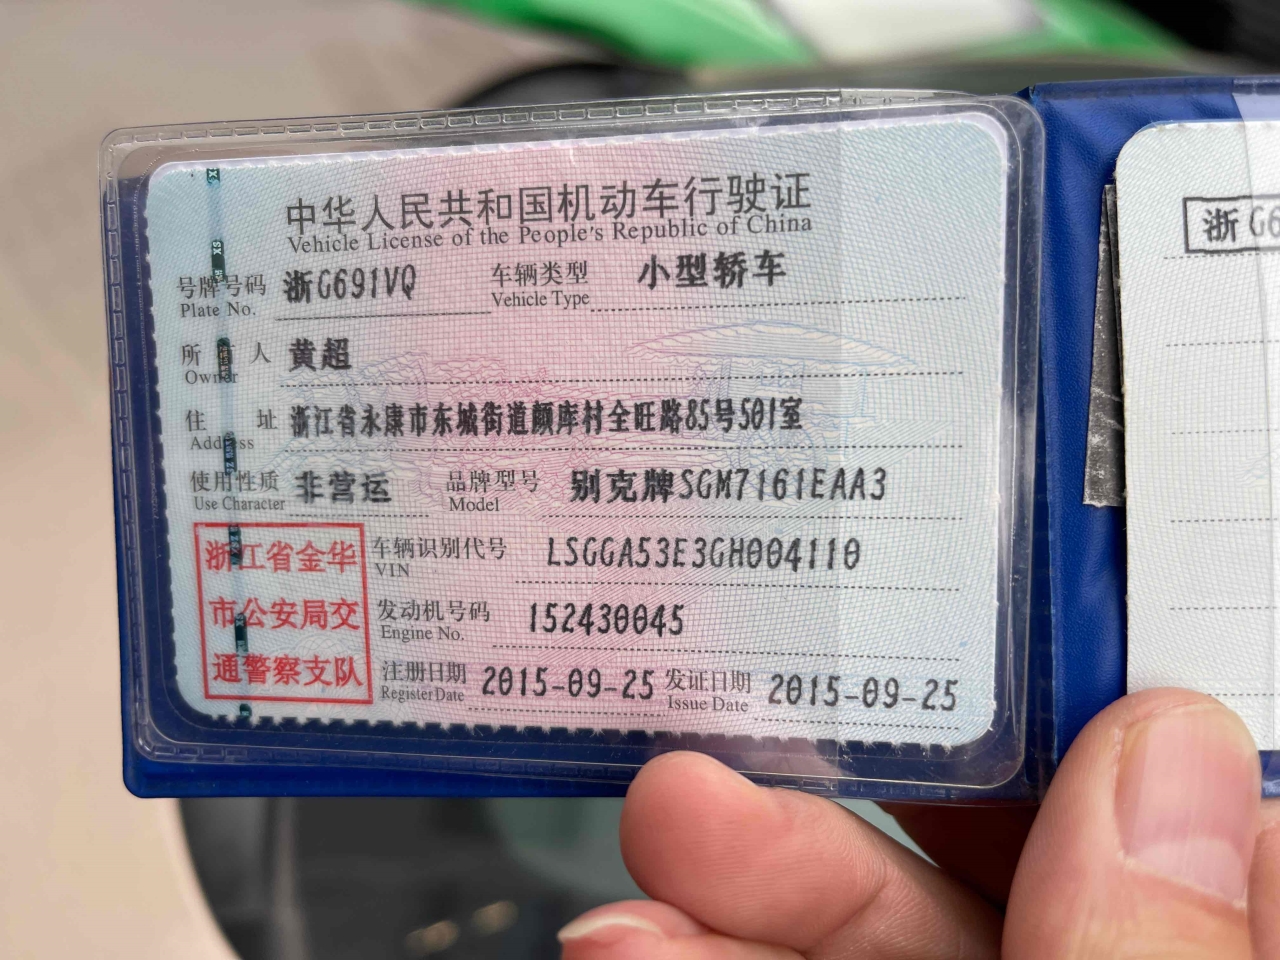 中华人民共和国机动车行驶证
Vehicle License of the People's Republic of China
号牌号码 浙G691VQ 车辆类型 小型轿车
Plate No. Vehicle Type
所 人 黄超
Owner
住 址 浙江省永康市东城街道颜库村全旺路85号501室
Address
使用性质 非营运 品牌型号 别克牌SGM7161EAA3
Use Character Model
浙江省金华
市公安局交
通警察支队
车辆识别代号 LSGGA53E3GH004110
VIN
发动机号码 152430045
Engine No.
注册日期 2015-09-25 发证日期 2015-09-25
Register Date Issue Date
浙G6